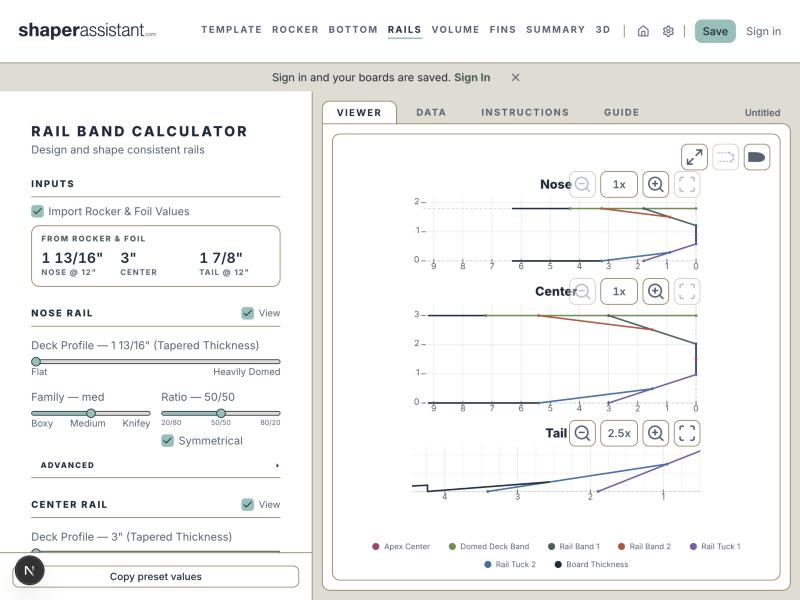 shaperassistant.com
TEMPLATE ROCKER BOTTOM RAILS VOLUME FINS SUMMARY 3D
Save
Sign in
Sign in and your boards are saved. Sign In
RAIL BAND CALCULATOR
Design and shape consistent rails
INPUTS
Import Rocker & Foil Values
FROM ROCKER & FOIL
1 13/16" 3" 1 7/8"
NOSE @ 12" CENTER TAIL @ 12"
NOSE RAIL
View
Deck Profile — 1 13/16" (Tapered Thickness)
Flat Heavily Domed
Family — med Ratio — 50/50
Boxy Medium Knifey 20/80 50/50 80/20
Symmetrical
ADVANCED
CENTER RAIL
View
Deck Profile — 3" (Tapered Thickness)
N
Copy preset values
VIEWER DATA INSTRUCTIONS GUIDE
Untitled
Nose 1x
2
1
0
9 8 7 6 5 4 3 2 1 0
Center 1x
3
2
1
0
9 8 7 6 5 4 3 2 1 0
Tail 2.5x
4 3 2 1
Apex Center Domed Deck Band Rail Band 1 Rail Band 2 Rail Tuck 1
Rail Tuck 2 Board Thickness